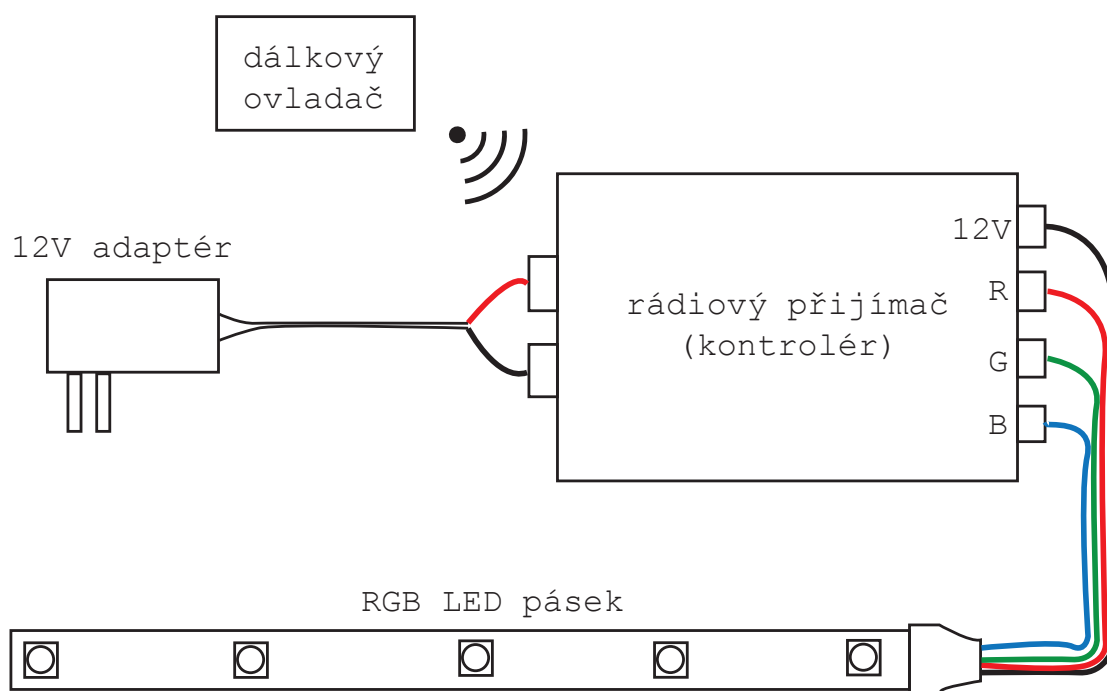 dálkový
ovladač
12V adaptér
rádiový přijímač
(kontrolér)
12V
R
G
B
RGB LED pásek